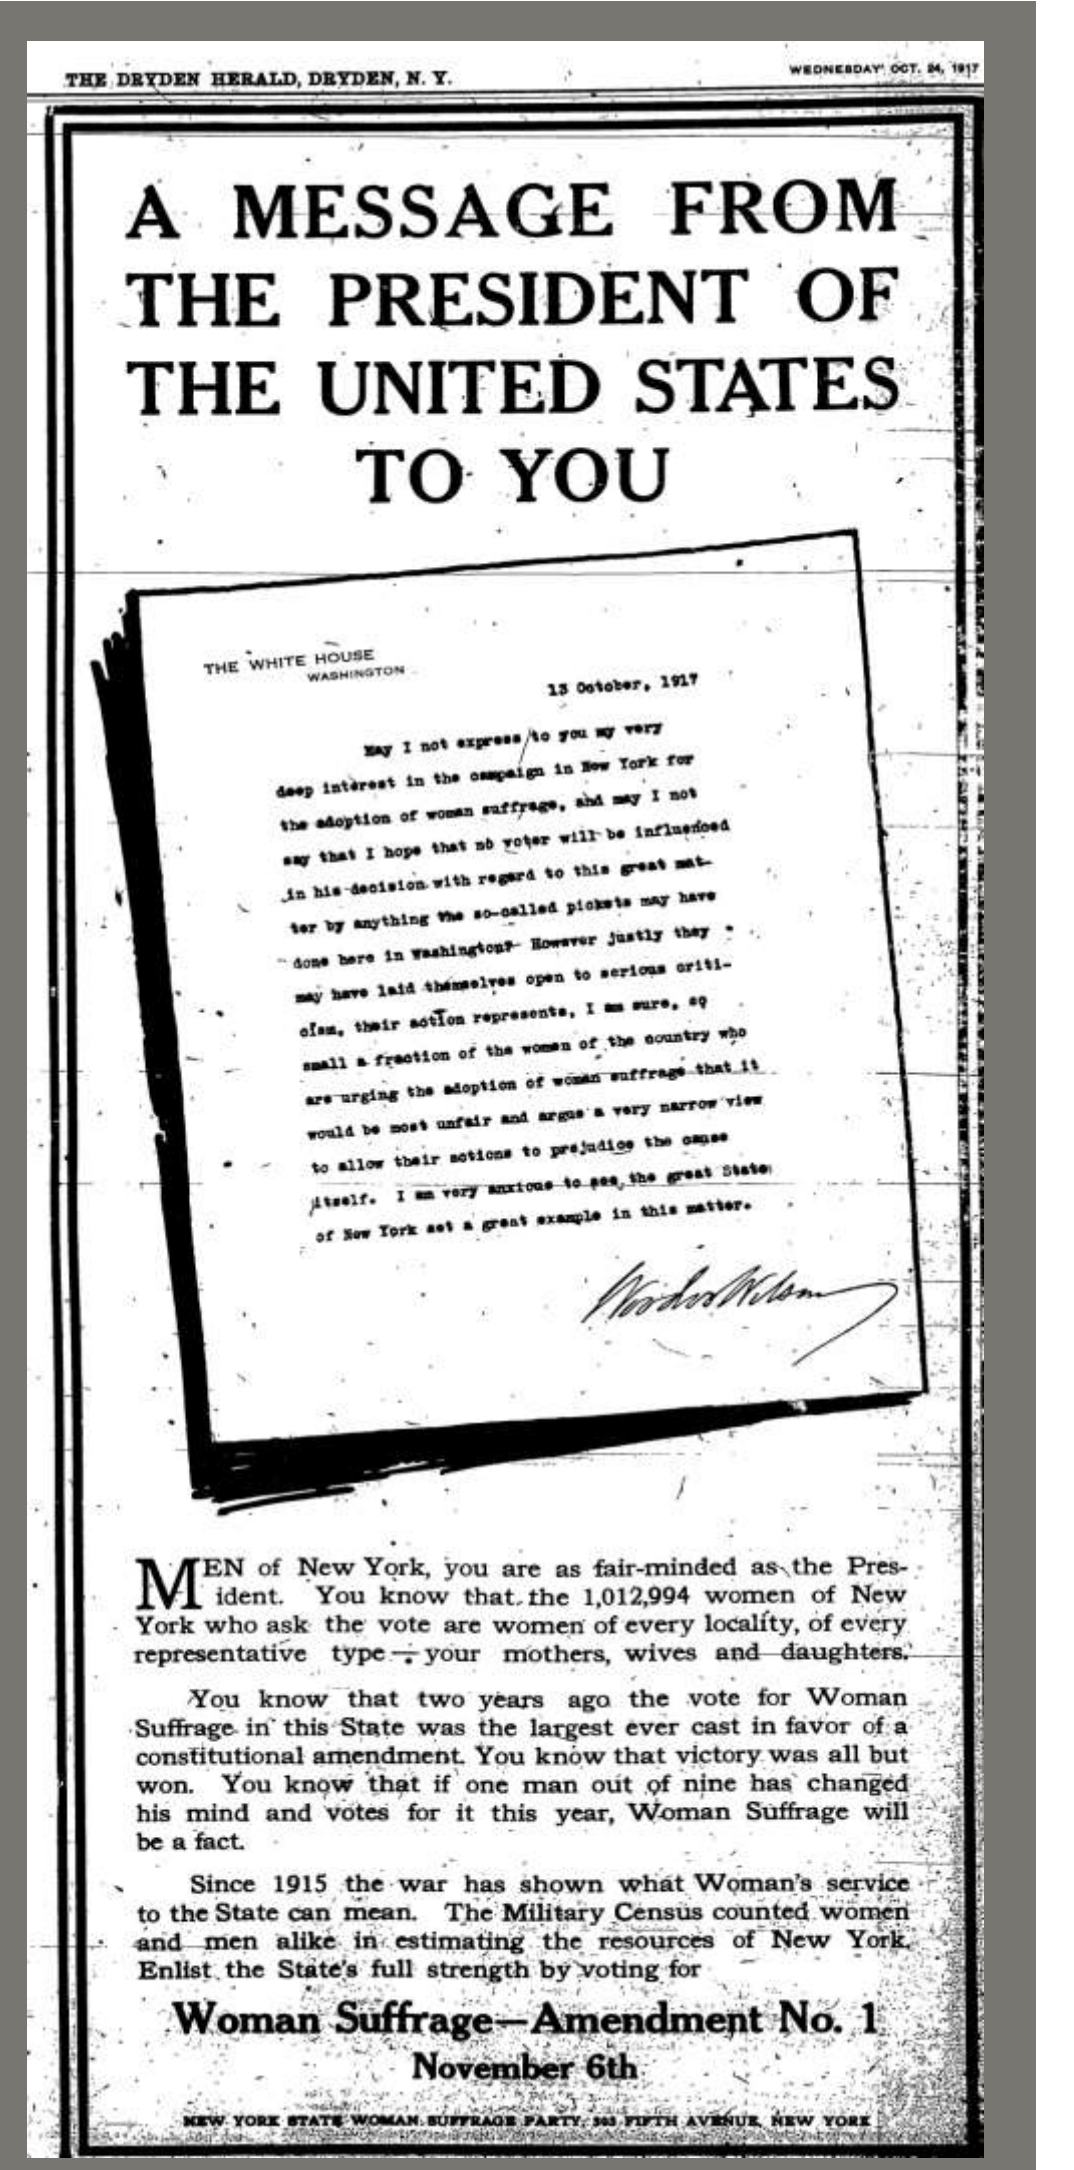 THE DRYDEN HERALD, DRYDEN, N. Y.
WEDNESDAY' OCT. 24, 1917
A MESSAGE FROM
THE PRESIDENT OF
THE UNITED STATES
TO YOU
THE WHITE HOUSE
WASHINGTON
13 October, 1917
May I not express to you my very
deep interest in the campaign in New York for
the adoption of woman suffrage, and may I not
say that I hope that no voter will be influenced
in his decision with regard to this great mat-
ter by anything the so-called pickets may have
done here in Washington? However justly they
may have laid themselves open to serious criti-
cism, their action represents, I am sure, so
small a fraction of the women of the country who
are urging the adoption of woman suffrage that it
would be most unfair and argue a very narrow view
to allow their actions to prejudice the cause
itself. I am very anxious to see the great State
of New York set a great example in this matter.
Woodrow Wilson
MEN of New York, you are as fair-minded as the Pres-
ident. You know that the 1,012,994 women of New
York who ask the vote are women of every locality, of every
representative type—your mothers, wives and daughters.
You know that two years ago the vote for Woman
Suffrage in this State was the largest ever cast in favor of a
constitutional amendment. You know that victory was all but
won. You know that if one man out of nine has changed
his mind and votes for it this year, Woman Suffrage will
be a fact.
Since 1915 the war has shown what Woman's service
to the State can mean. The Military Census counted women
and men alike in estimating the resources of New York.
Enlist the State's full strength by voting for
Woman Suffrage—Amendment No. 1
November 6th
NEW YORK STATE WOMAN SUFFRAGE PARTY, 303 FIFTH AVENUE, NEW YORK